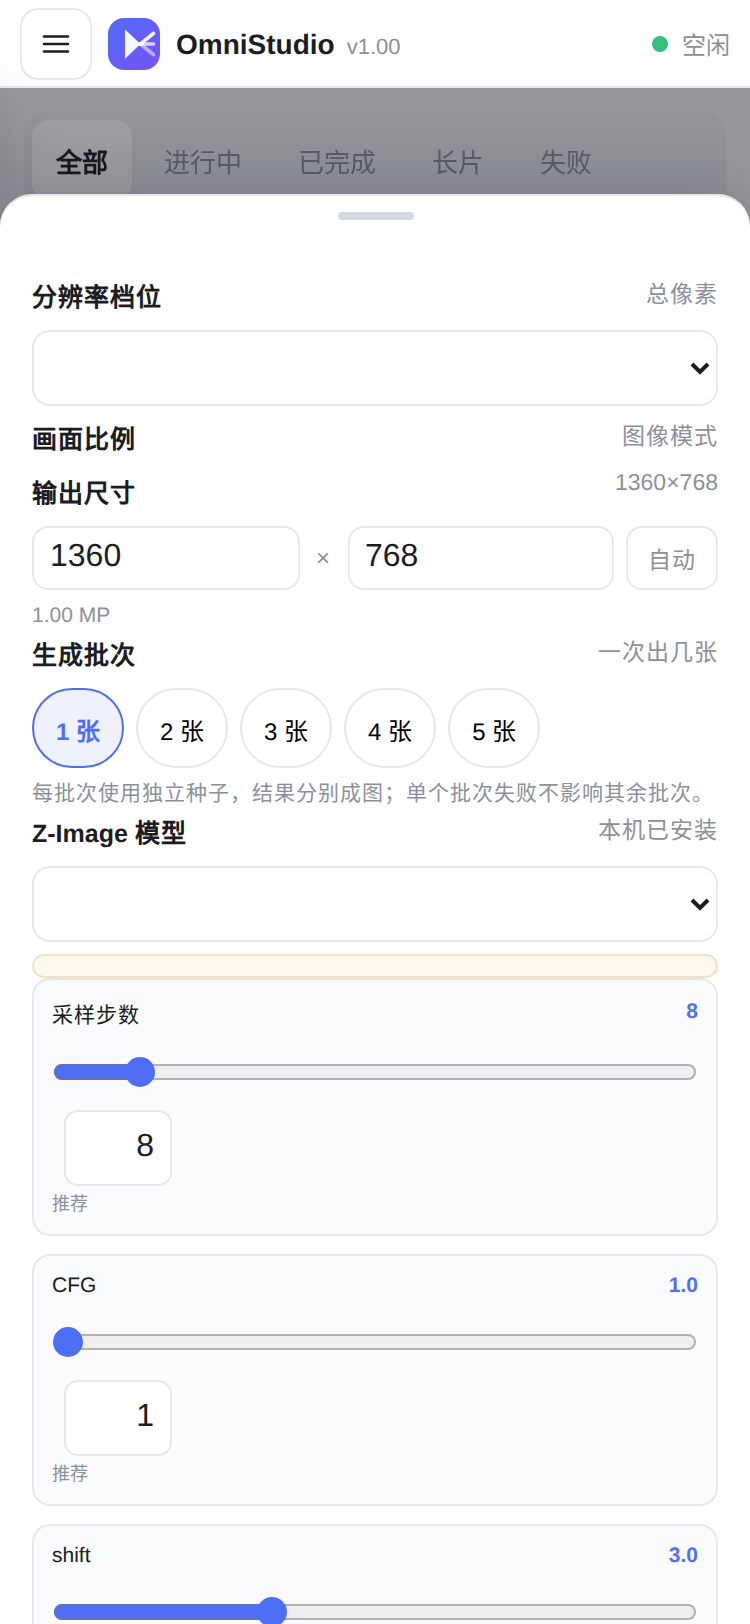 OmniStudio v1.00
空闲
全部 进行中 已完成 长片 失败
分辨率档位 总像素
画面比例 图像模式
输出尺寸 1360×768
1360 × 768 自动
1.00 MP
生成批次 一次出几张
1 张 2 张 3 张 4 张 5 张
每批次使用独立种子，结果分别成图；单个批次失败不影响其余批次。
Z-Image 模型 本机已安装
采样步数 8
8
推荐
CFG 1.0
1
推荐
shift 3.0